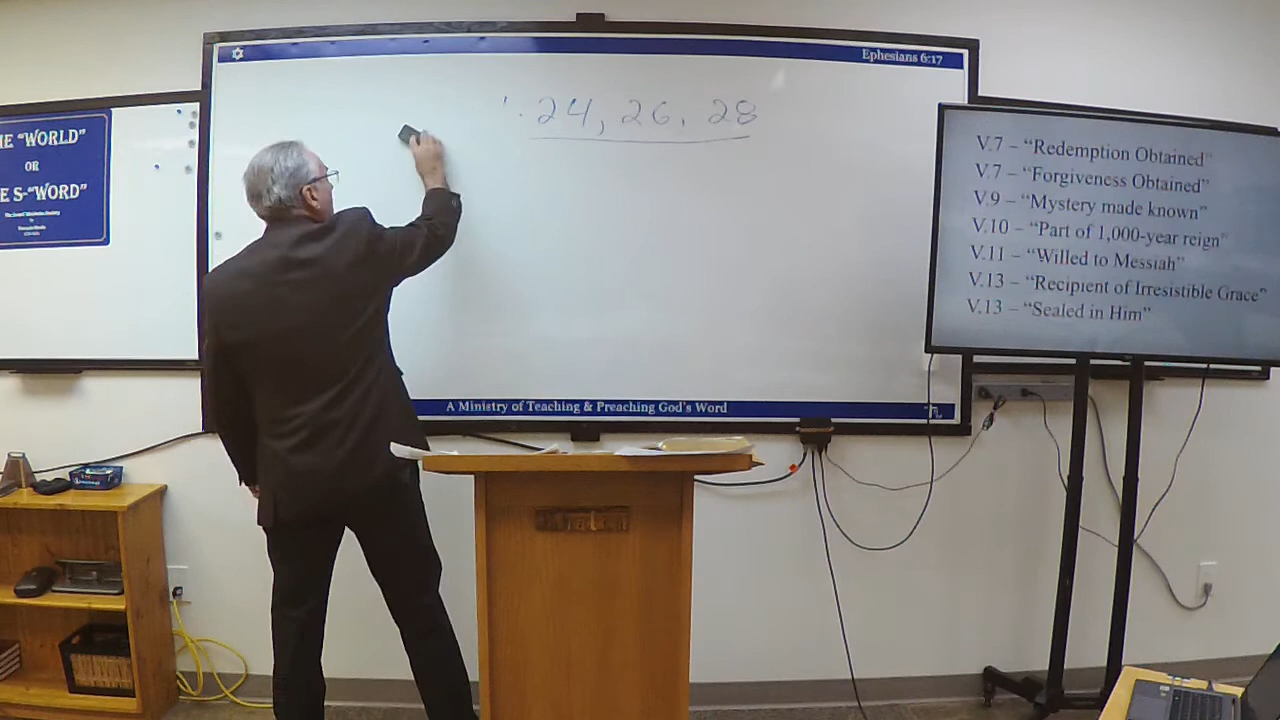 HE "WORLD"
OR
E S-"WORD"
Ephesians 6:17
: 24, 26, 28
A Ministry of Teaching & Preaching God's Word
V.7 – "Redemption Obtained"
V.7 – "Forgiveness Obtained"
V.9 – "Mystery made known"
V.10 – "Part of 1,000-year reign"
V.11 – "Willed to Messiah"
V.13 – "Recipient of Irresistible Grace"
V.13 – "Sealed in Him"